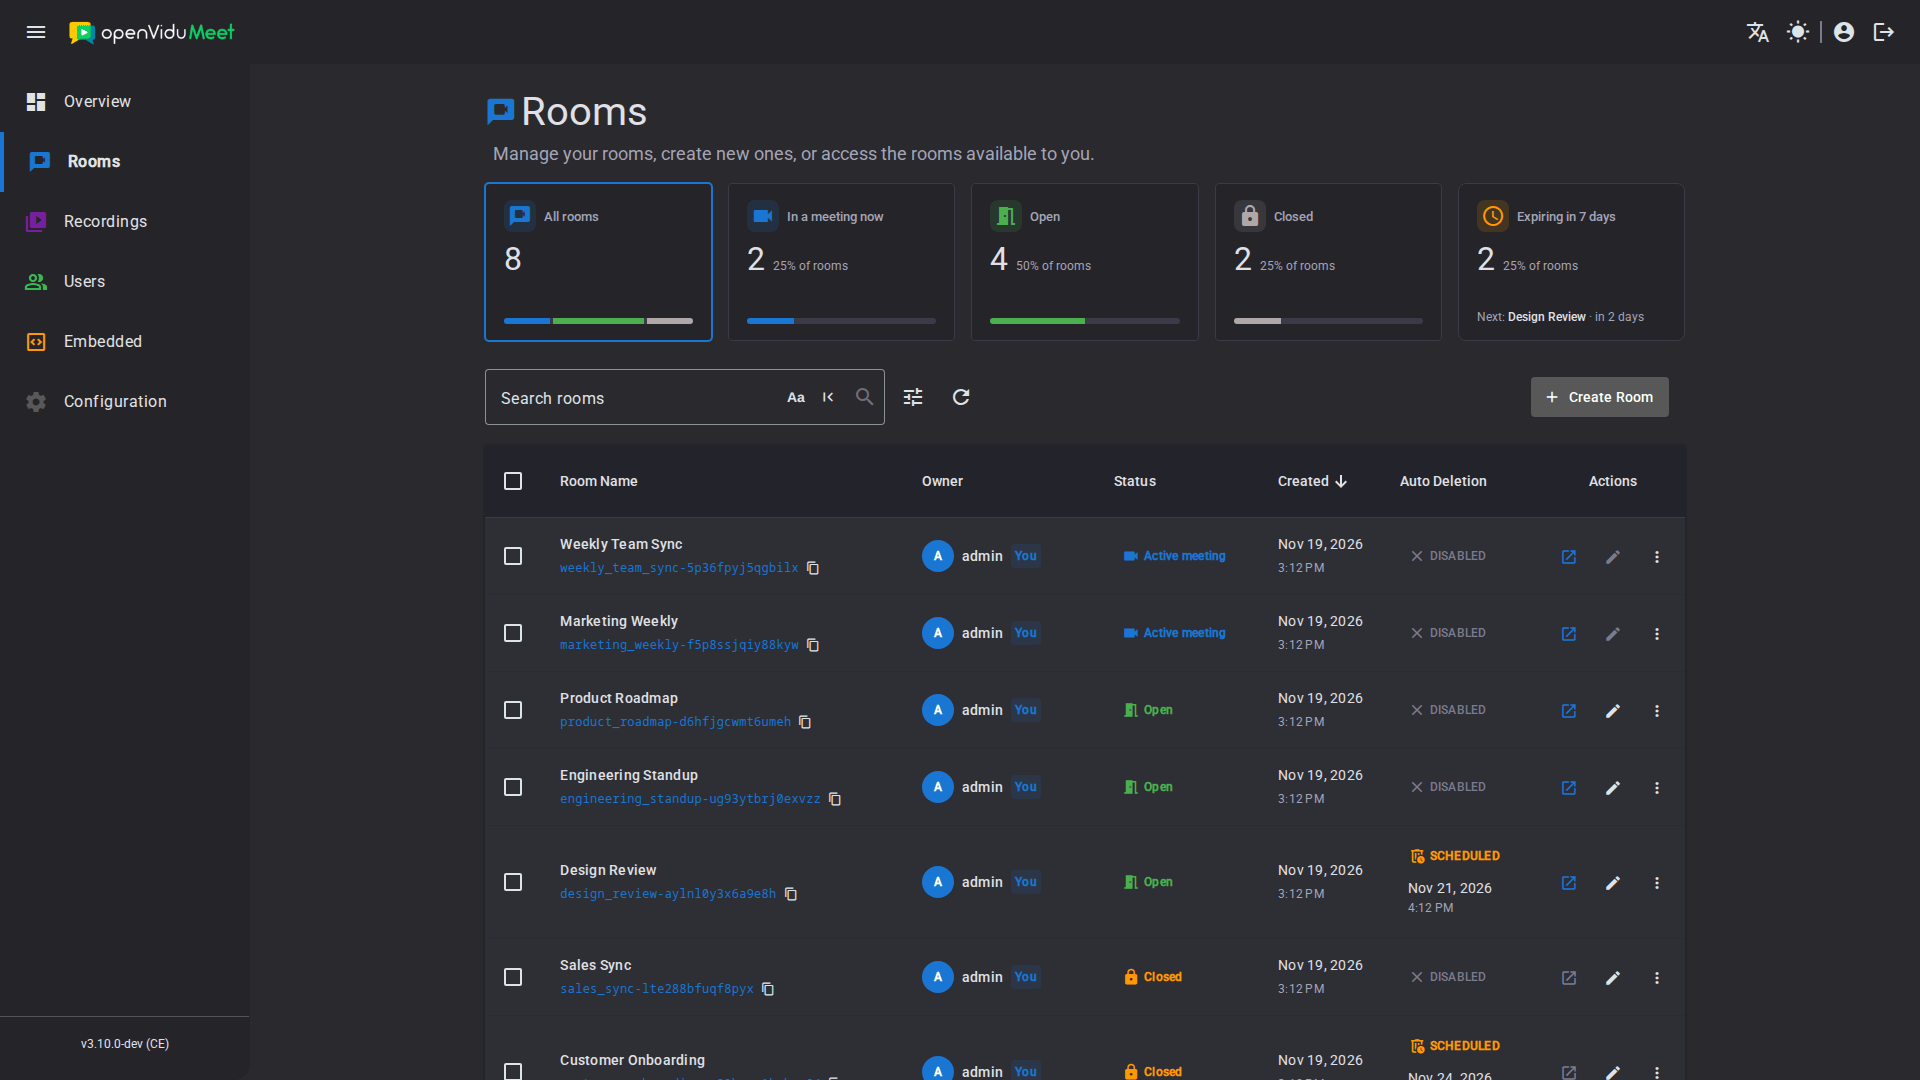 openVidu Meet
Overview
Rooms
Recordings
Users
Embedded
Configuration
v3.10.0-dev (CE)
Rooms
Manage your rooms, create new ones, or access the rooms available to you.
All rooms
8
In a meeting now
2 25% of rooms
Open
4 50% of rooms
Closed
2 25% of rooms
Expiring in 7 days
2 25% of rooms
Next: Design Review · in 2 days
Search rooms Aa
Create Room
Room Name Owner Status Created Auto Deletion Actions
Weekly Team Sync
weekly_team_sync-5p36fpyj5qgbilx
A admin You Active meeting
Nov 19, 2026
3:12 PM
DISABLED
Marketing Weekly
marketing_weekly-f5p8ssjqiy88kyw
A admin You Active meeting
Nov 19, 2026
3:12 PM
DISABLED
Product Roadmap
product_roadmap-d6hfjgcwmt6umeh
A admin You Open
Nov 19, 2026
3:12 PM
DISABLED
Engineering Standup
engineering_standup-ug93ytbrj0exvzz
A admin You Open
Nov 19, 2026
3:12 PM
DISABLED
Design Review
design_review-aylnl0y3x6a9e8h
A admin You Open
Nov 19, 2026
3:12 PM
SCHEDULED
Nov 21, 2026
4:12 PM
Sales Sync
sales_sync-lte288bfuqf8pyx
A admin You Closed
Nov 19, 2026
3:12 PM
DISABLED
Customer Onboarding
A admin You Closed
Nov 19, 2026
SCHEDULED
Nov 24, 2026